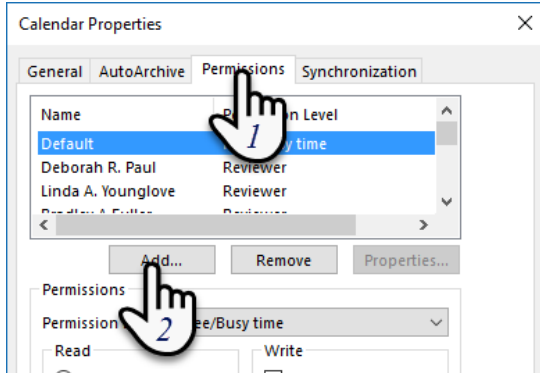 Calendar Properties
General AutoArchive Permissions Synchronization
Name Level
Default time
Deborah R. Paul Reviewer
Linda A. Younglove Reviewer
1
Add... Remove Properties...
Permissions
Permission ee/Busy time
2
Read Write